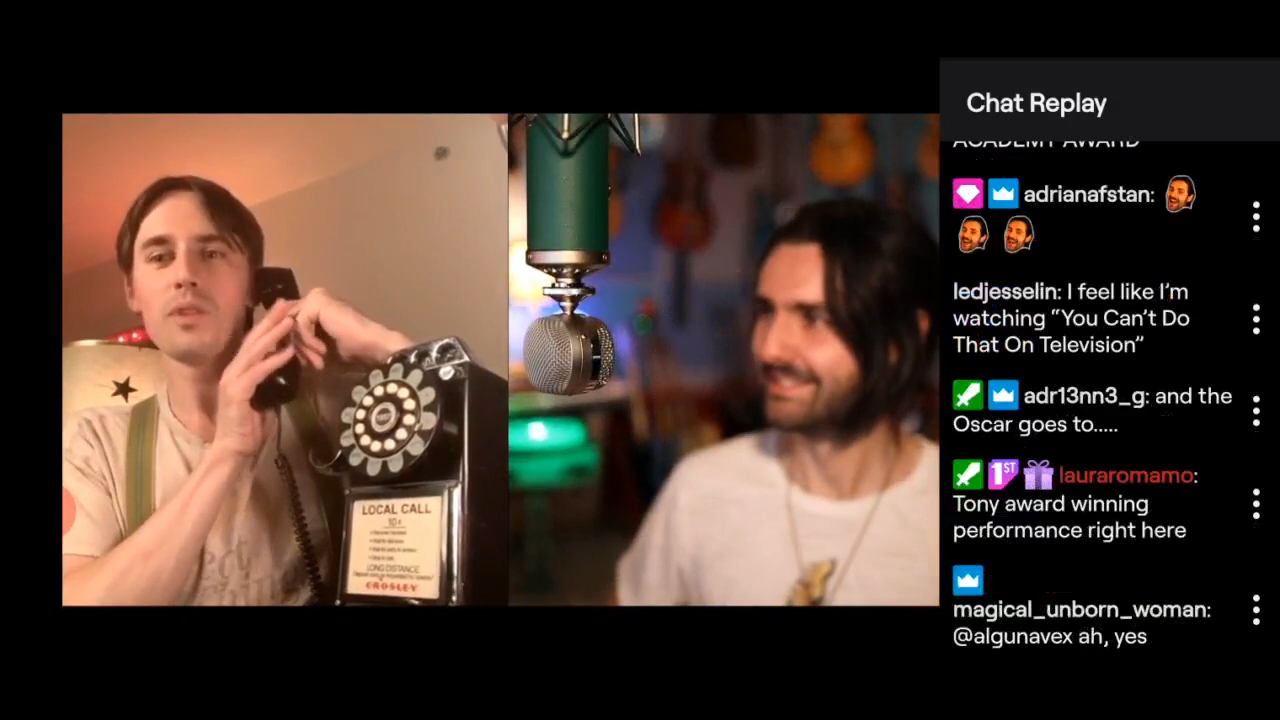 Chat Replay
ACADEMY AWARD
adrianafstan:
ledjesselin: I feel like I'm
watching “You Can't Do
That On Television”
adr13nn3_g: and the
Oscar goes to.....
1ST lauraromamo:
Tony award winning
performance right here
magical_unborn_woman:
@algunavex ah, yes
LOCAL CALL
10¢
LONG DISTANCE
CROSLEY